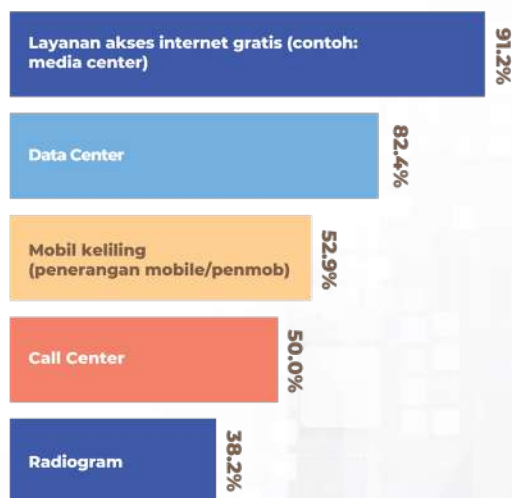 Layanan akses internet gratis (contoh:
media center)
91.2%
Data Center
82.4%
Mobil keliling
(penerangan mobile/penmob)
52.9%
Call Center
50.0%
Radiogram
38.2%